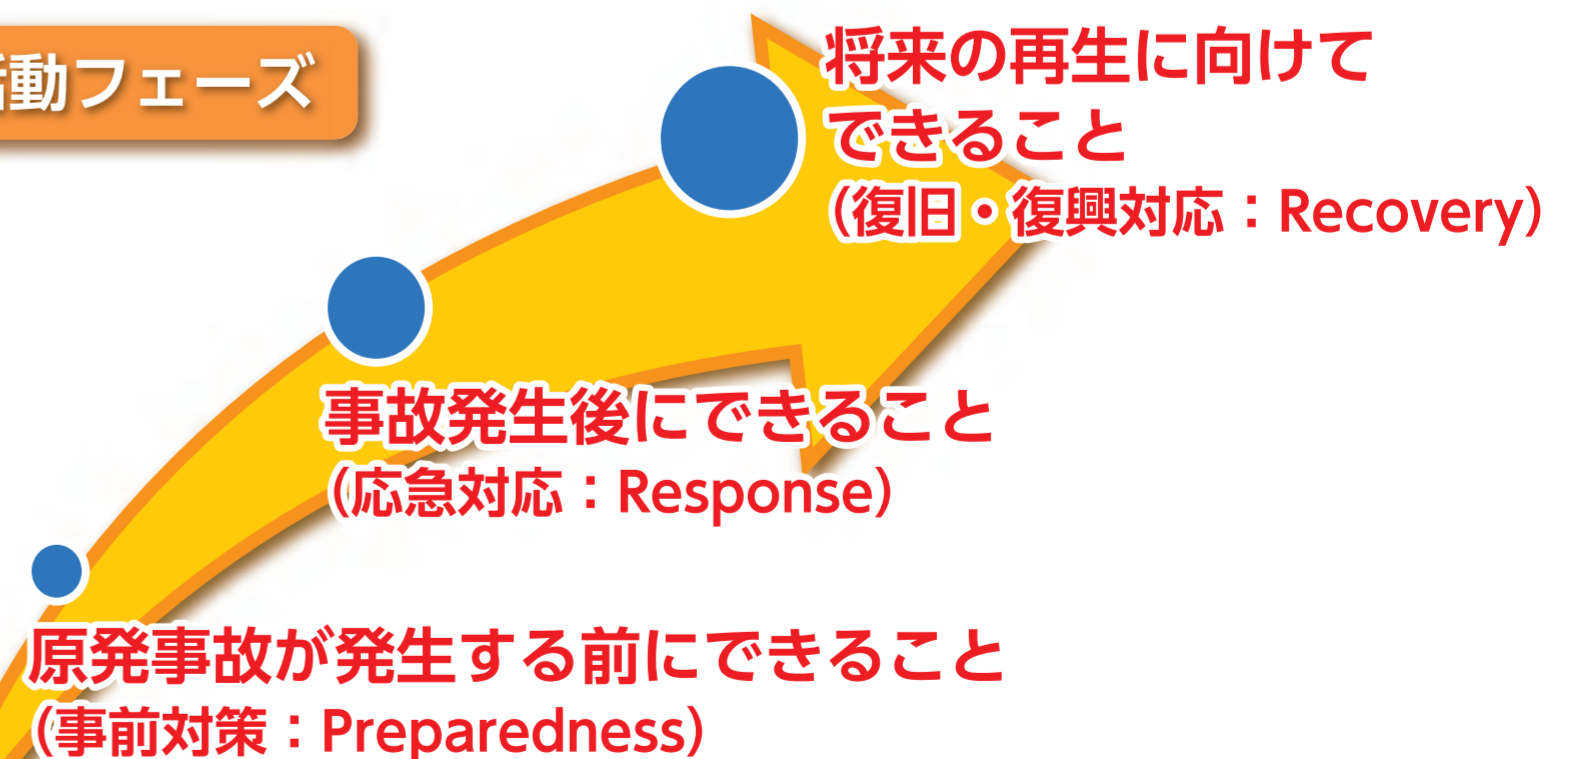 動フェーズ
将来の再生に向けて
できること
（復旧・復興対応：Recovery）
事故発生後にできること
（応急対応：Response）
原発事故が発生する前にできること
（事前対策：Preparedness）